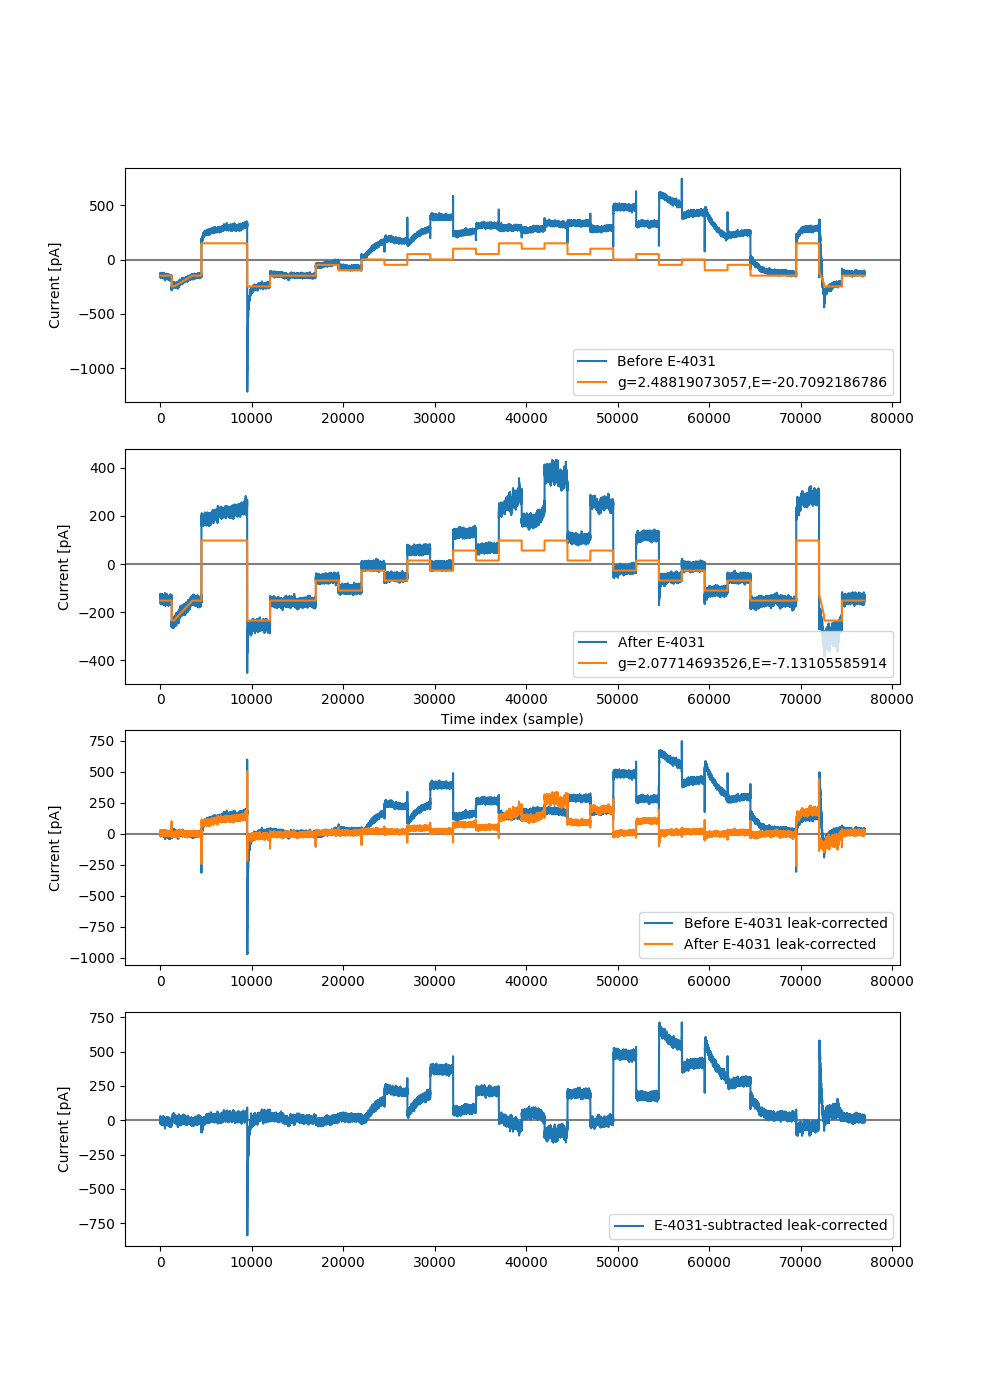 500
0
−500
−1000
Current [pA]
Before E-4031
g=2.48819073057,E=-20.7092186786
0 10000 20000 30000 40000 50000 60000 70000 80000
400
200
0
−200
−400
Current [pA]
After E-4031
g=2.07714693526,E=-7.13105585914
0 10000 20000 30000 40000 50000 60000 70000 80000
Time index (sample)
750
500
250
0
−250
−500
−750
−1000
Current [pA]
Before E-4031 leak-corrected
After E-4031 leak-corrected
0 10000 20000 30000 40000 50000 60000 70000 80000
750
500
250
0
−250
−500
−750
Current [pA]
E-4031-subtracted leak-corrected
0 10000 20000 30000 40000 50000 60000 70000 80000